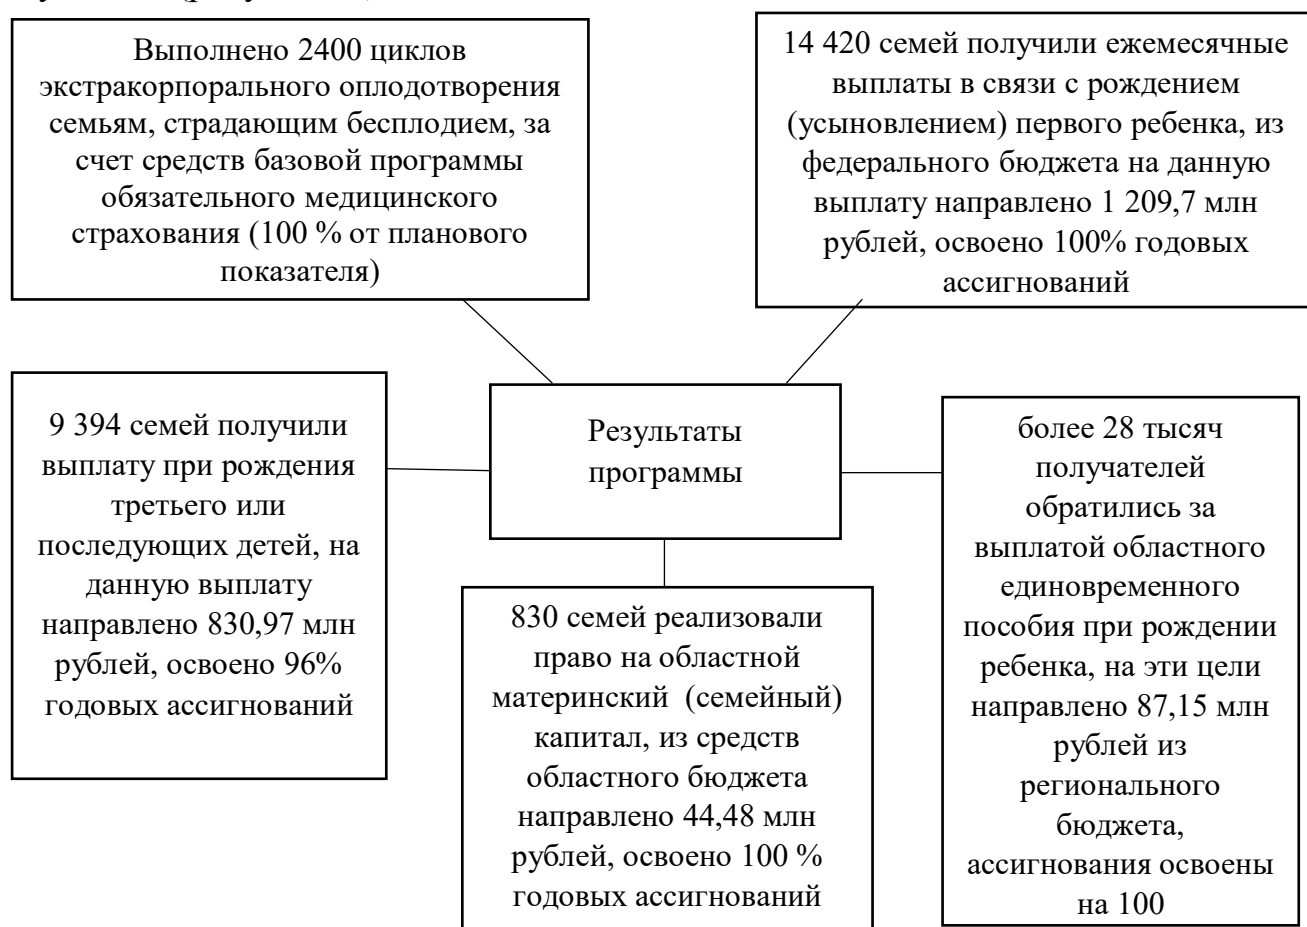 Выполнено 2400 циклов
экстракорпорального оплодотворения
семьям, страдающим бесплодием, за
счет средств базовой программы
обязательного медицинского
страхования (100 % от планового
показателя)
14 420 семей получили ежемесячные
выплаты в связи с рождением
(усыновлением) первого ребенка, из
федерального бюджета на данную
выплату направлено 1 209,7 млн
рублей, освоено 100% годовых
ассигнований
9 394 семей получили
выплату при рождения
третьего или
последующих детей, на
данную выплату
направлено 830,97 млн
рублей, освоено 96%
годовых ассигнований
Результаты
программы
более 28 тысяч
получателей
обратились за
выплатой областного
единовременного
пособия при рождении
ребенка, на эти цели
направлено 87,15 млн
рублей из
регионального
бюджета,
ассигнования освоены
на 100
830 семей реализовали
право на областной
материнский (семейный)
капитал, из средств
областного бюджета
направлено 44,48 млн
рублей, освоено 100 %
годовых ассигнований